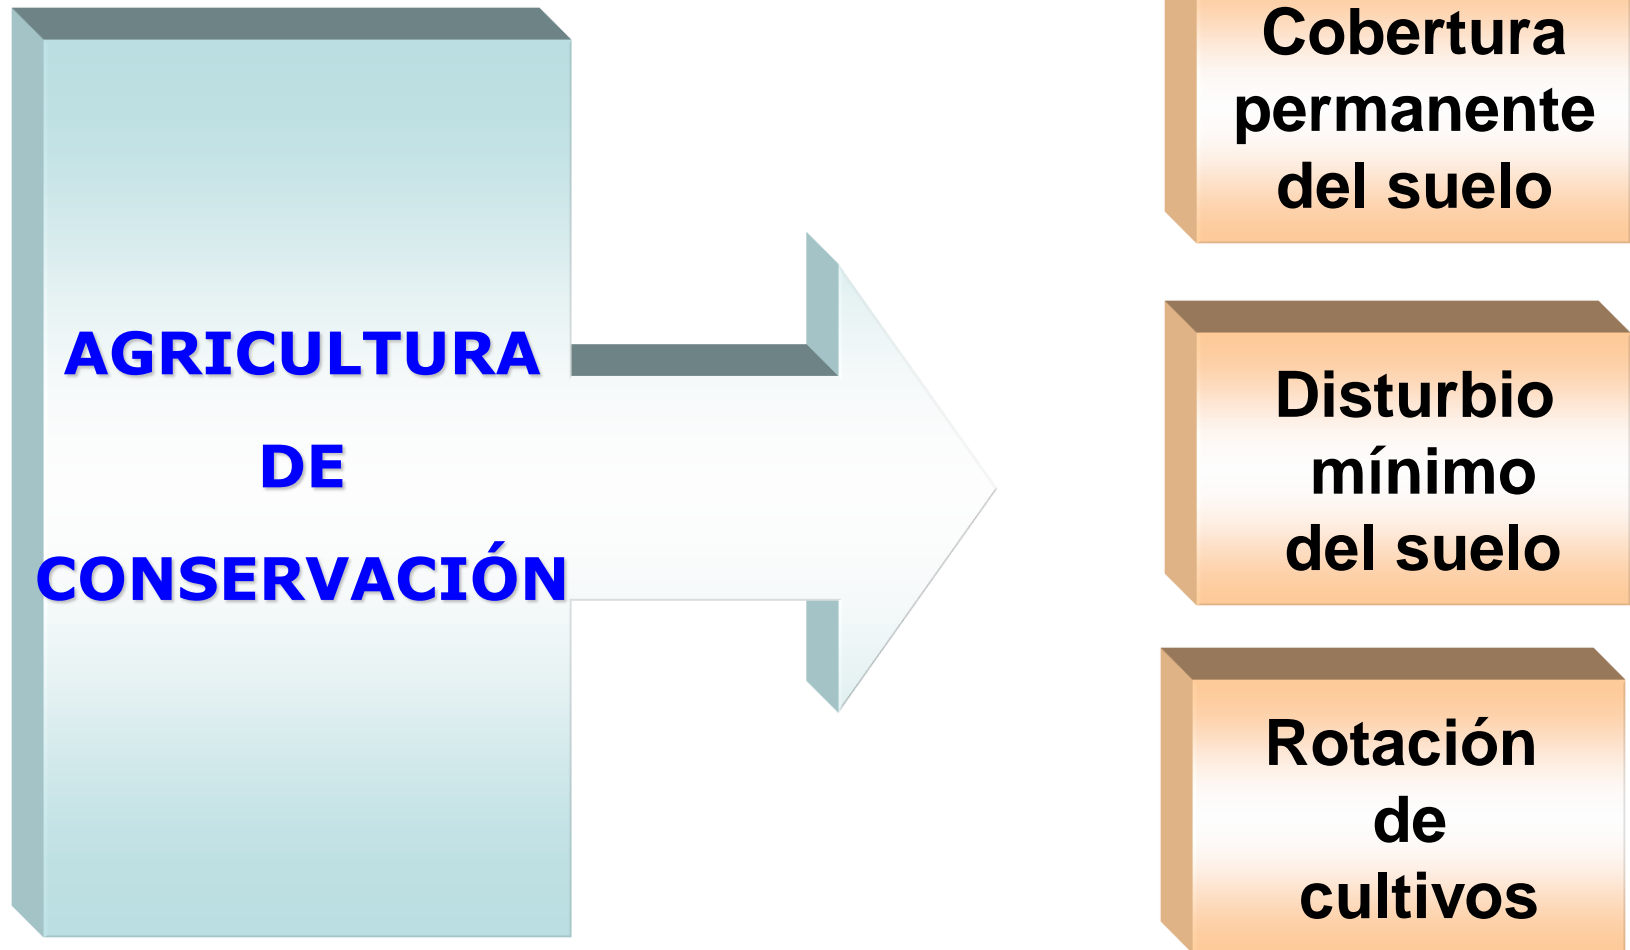 AGRICULTURA
DE
CONSERVACIÓN
Cobertura
permanente
del suelo
Disturbio
mínimo
del suelo
Rotación
de
cultivos